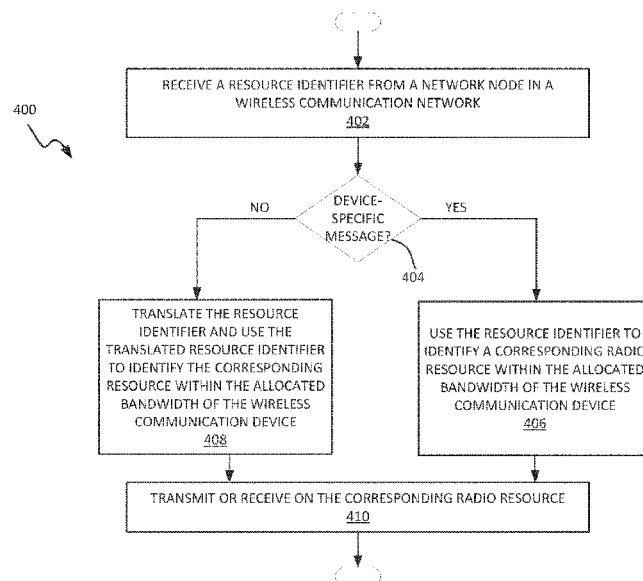 RECEIVE A RESOURCE IDENTIFIER FROM A NETWORK NODE IN A
WIRELESS COMMUNICATION NETWORK
402
400
DEVICE-
SPECIFIC
MESSAGE?
NO
YES
404
TRANSLATE THE RESOURCE
IDENTIFIER AND USE THE
TRANSLATED RESOURCE IDENTIFIER
TO IDENTIFY THE CORRESPONDING
RESOURCE WITHIN THE ALLOCATED
BANDWIDTH OF THE WIRELESS
COMMUNICATION DEVICE
408
USE THE RESOURCE IDENTIFIER TO
IDENTIFY A CORRESPONDING RADIO
RESOURCE WITHIN THE ALLOCATED
BANDWIDTH OF THE WIRELESS
COMMUNICATION DEVICE
406
TRANSMIT OR RECEIVE ON THE CORRESPONDING RADIO RESOURCE
410